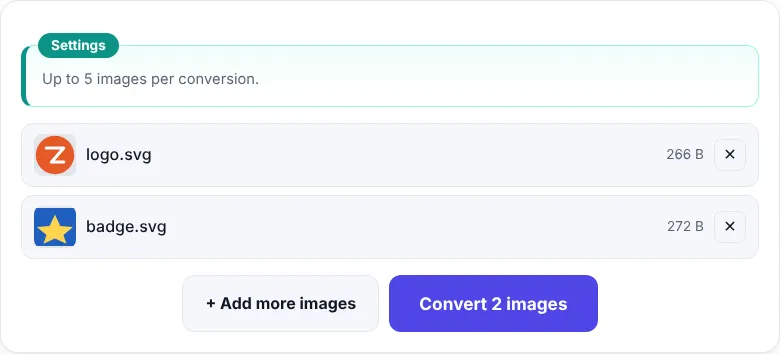 Settings
Up to 5 images per conversion.
Z
logo.svg
266 B
✕
badge.svg
272 B
✕
+ Add more images
Convert 2 images